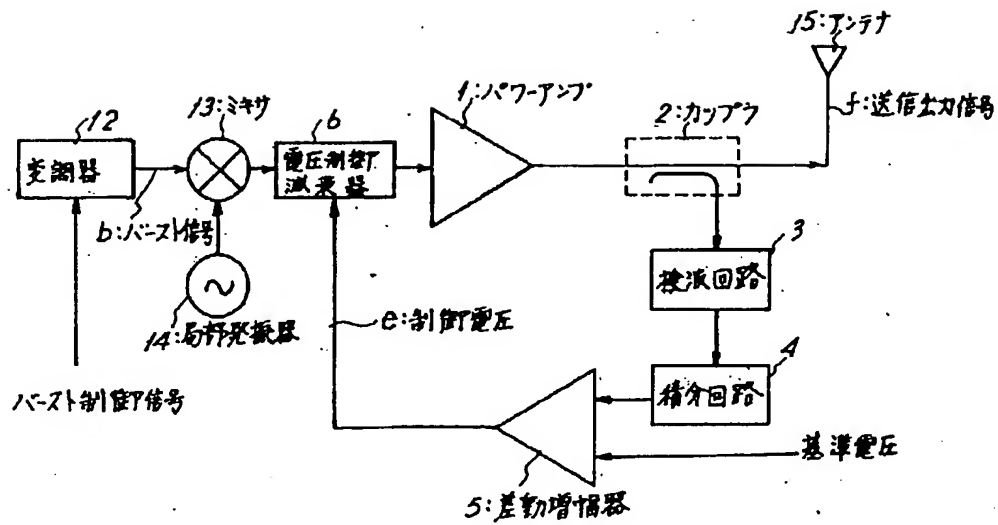 15:アンテナ
13:ミキサ
1:パワーアンプ
2:カップラ
f:送信出力信号
12
6
変調器
電圧制御
減衰器
b:バースト信号
3
検波回路
14:局部発振器
e:制御電圧
4
積分回路
バースト制御信号
基準電圧
5:差動増幅器